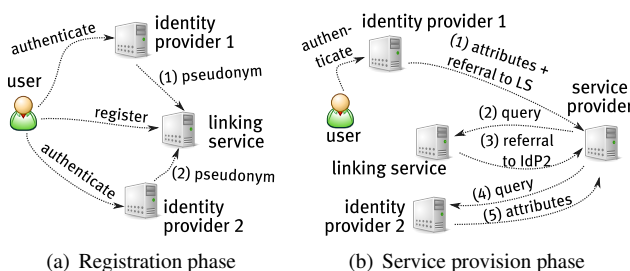 authenticate
identity
provider 1
user
(1) pseudonym
register
linking
service
authenticate
(2) pseudonym
identity
provider 2
(a) Registration phase
identity provider 1
authen-
ticate
(1) attributes +
referral to LS
service
provider
user
(2) query
(3) referral
to IdP2
linking service
(4) query
identity
provider 2
(5) attributes
(b) Service provision phase